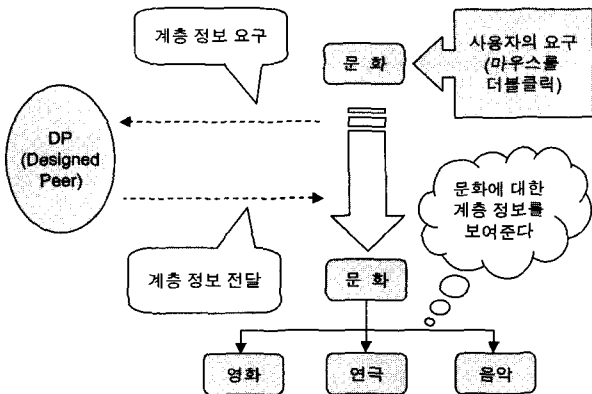 계층 정보 요구
문 화
사용자의 요구
(마우스를
더블클릭)
DP
(Designed
Peer)
문화에 대한
계층 정보를
보여준다
계층 정보 전달
문 화
영화
연극
음악